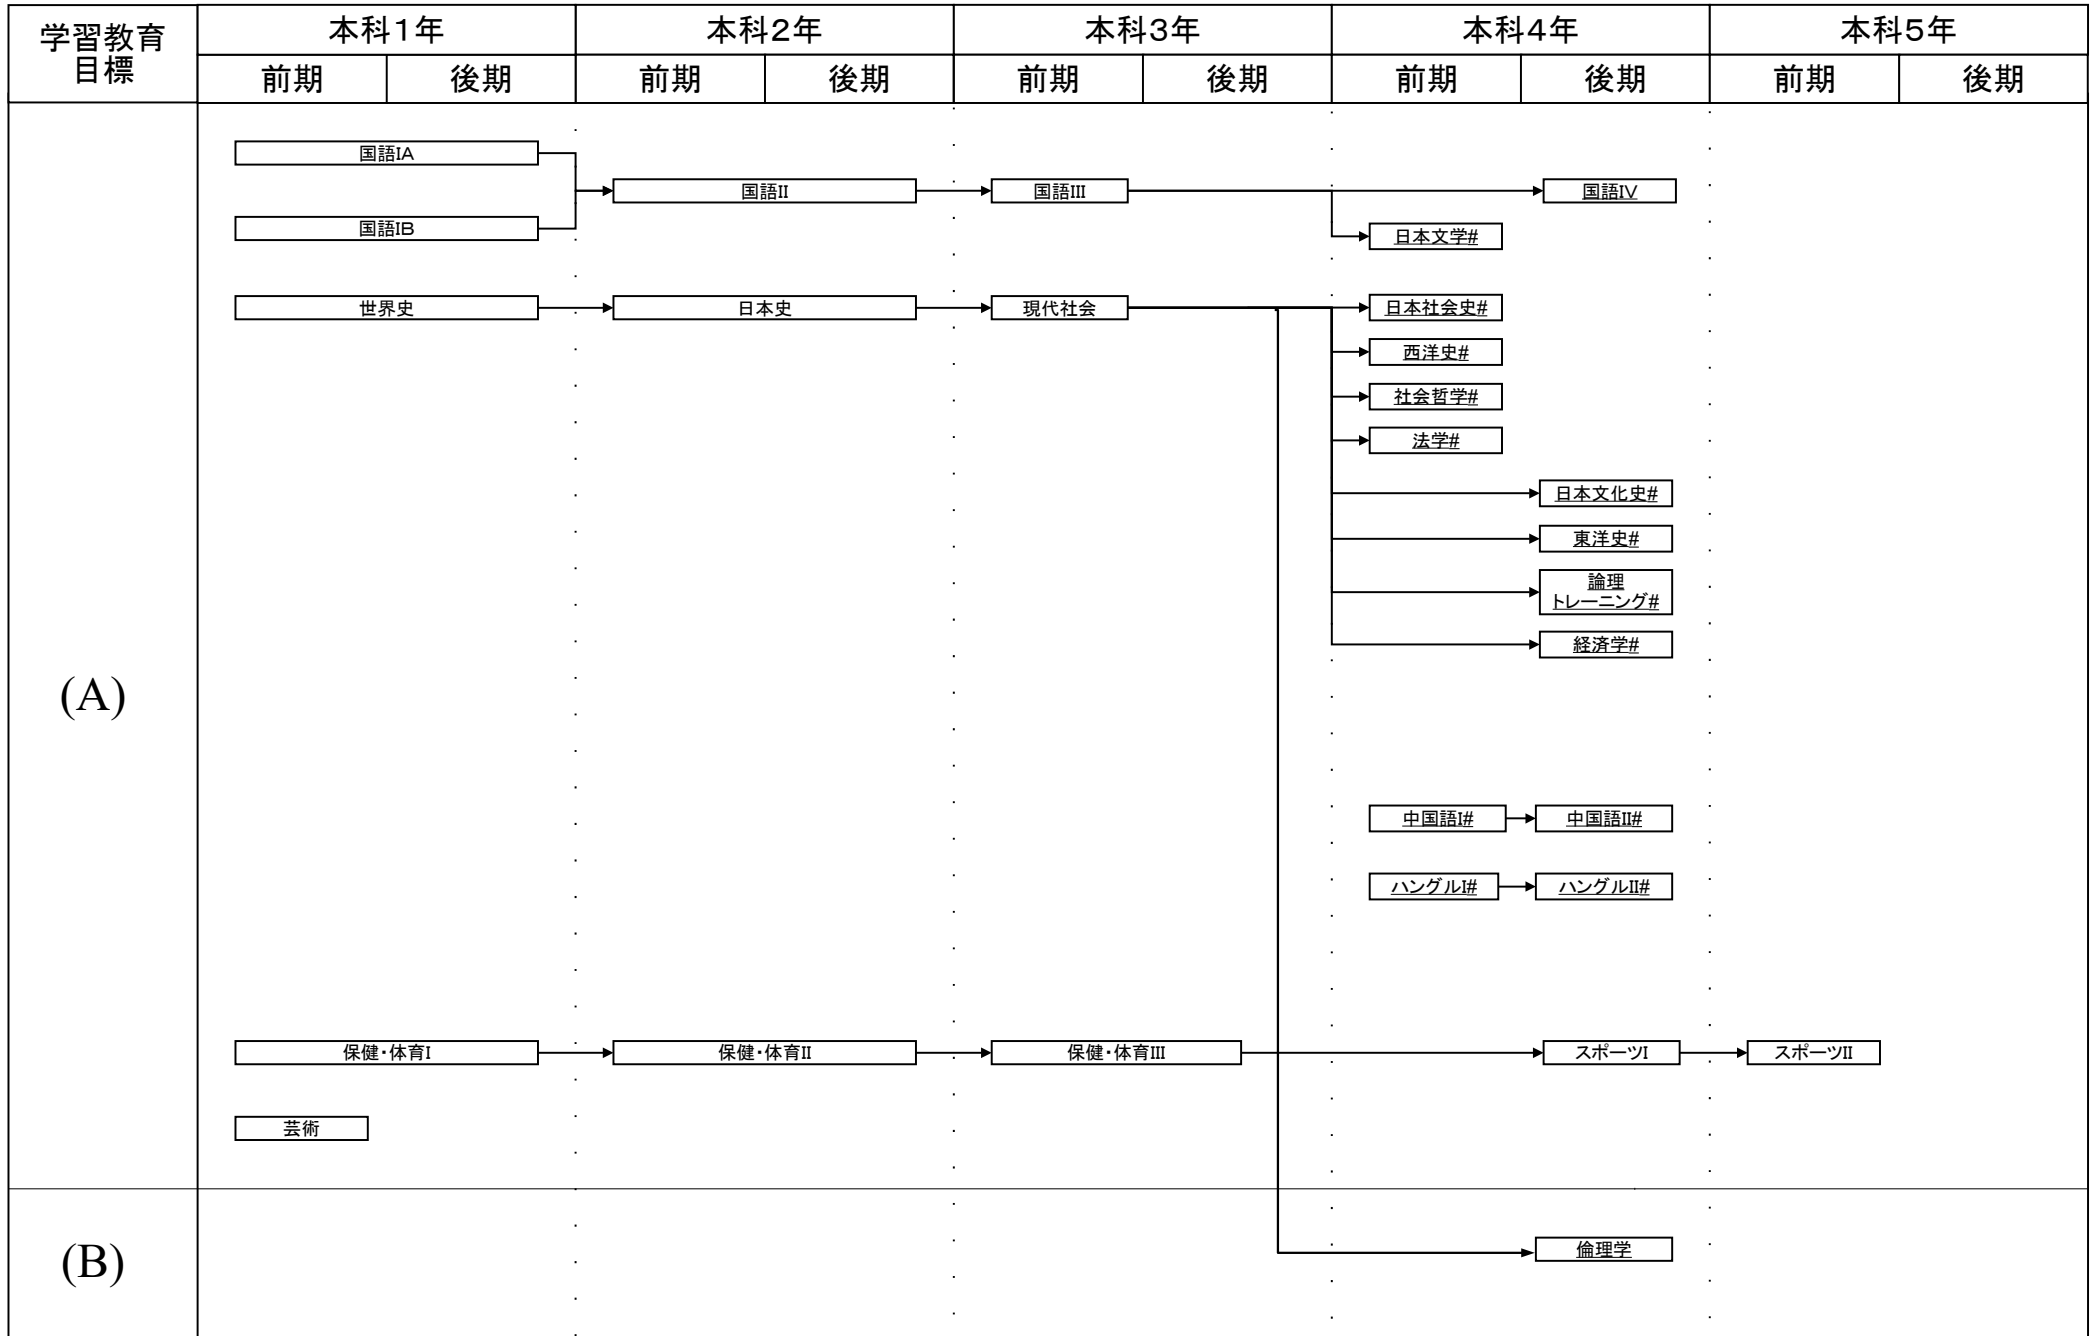 学習教育
目標
本科1年
本科2年
本科3年
本科4年
本科5年
前期
後期
前期
後期
前期
後期
前期
後期
前期
後期
(A)
国語IA
国語II
国語III
国語IV
国語IB
日本文学#
世界史
日本史
現代社会
日本社会史#
西洋史#
社会哲学#
法学#
日本文化史#
東洋史#
論理
トレーニング#
経済学#
中国語I#
中国語II#
ハングルI#
ハングルII#
保健・体育I
保健・体育II
保健・体育III
スポーツI
スポーツII
芸術
(B)
倫理学